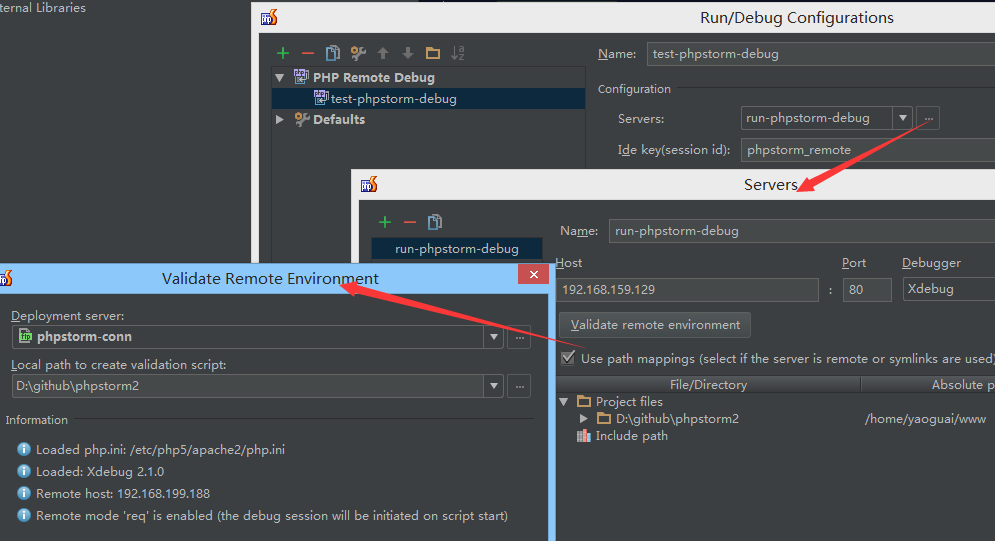 ternal Libraries
Run/Debug Configurations
Name: test-phpstorm-debug
PHP Remote Debug
test-phpstorm-debug
Defaults
Configuration
Servers: run-phpstorm-debug ...
Ide key(session id): phpstorm_remote
Servers
run-phpstorm-debug
Name: run-phpstorm-debug
Host Port Debugger
192.168.159.129 : 80 Xdebug
Validate remote environment
Use path mappings (select if the server is remote or symlinks are used)
File/Directory Absolute p
Project files
D:\github\phpstorm2 /home/yaoguai/www
Include path
Validate Remote Environment
Deployment server:
phpstorm-conn ...
Local path to create validation script:
D:\github\phpstorm2 ...
Information
Loaded php.ini: /etc/php5/apache2/php.ini
Loaded: Xdebug 2.1.0
Remote host: 192.168.199.188
Remote mode 'req' is enabled (the debug session will be initiated on script start)